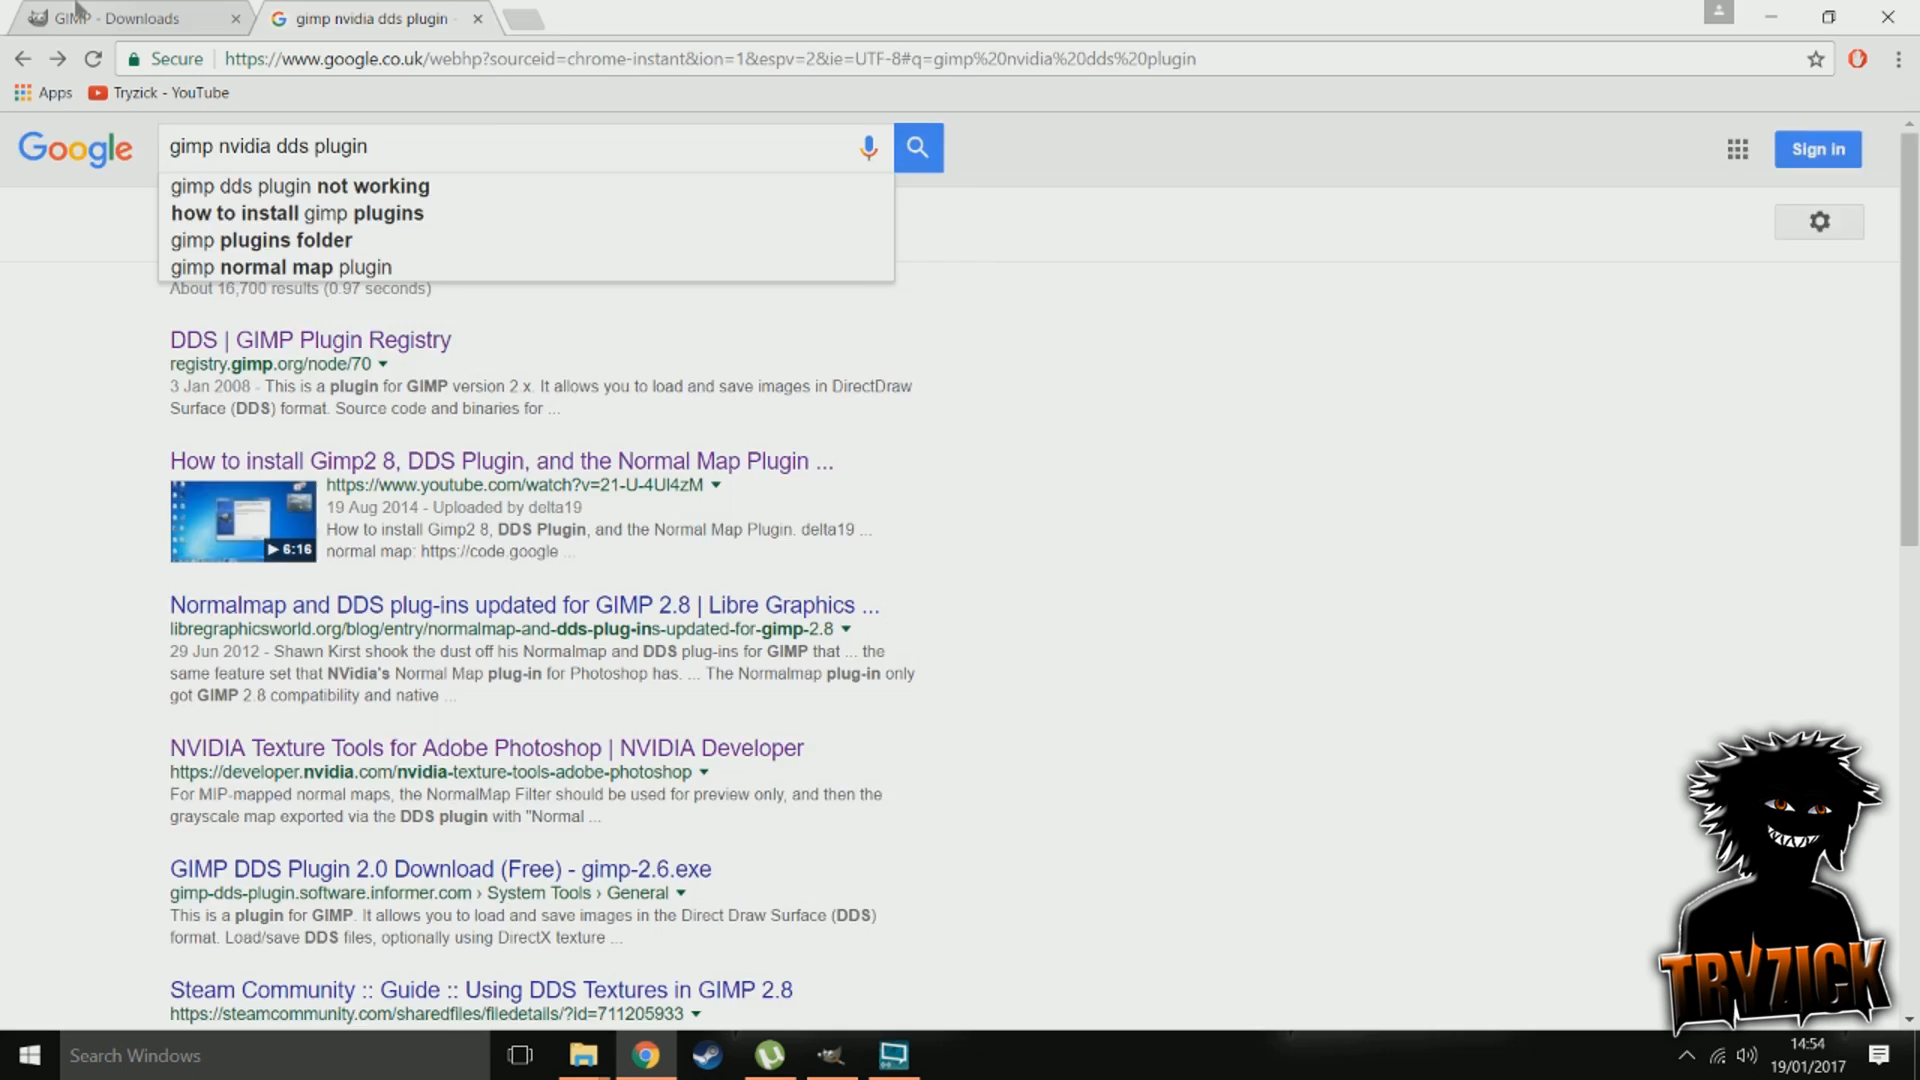 GIMP - Downloads
gimp nvidia dds plugin
Secure
https://www.google.co.uk/webhp?sourceid=chrome-instant&ion=1&espv=2&ie=UTF-8#q=gimp%20nvidia%20dds%20plugin
Apps
Tryzick - YouTube
Google
gimp nvidia dds plugin
Sign in
gimp dds plugin not working
how to install gimp plugins
gimp plugins folder
gimp normal map plugin
About 16,700 results (0.97 seconds)
DDS | GIMP Plugin Registry
registry.gimp.org/node/70
3 Jan 2008 - This is a plugin for GIMP version 2 x. It allows you to load and save images in DirectDraw
Surface (DDS) format. Source code and binaries for ...
How to install Gimp2 8, DDS Plugin, and the Normal Map Plugin ...
https://www.youtube.com/watch?v=21-U-4UI4zM
19 Aug 2014 - Uploaded by delta19
How to install Gimp2 8, DDS Plugin, and the Normal Map Plugin. delta19 ...
normal map: https://code.google ...
6:16
Normalmap and DDS plug-ins updated for GIMP 2.8 | Libre Graphics ...
libregraphicsworld.org/blog/entry/normalmap-and-dds-plug-ins-updated-for-gimp-2.8
29 Jun 2012 - Shawn Kirst shook the dust off his Normalmap and DDS plug-ins for GIMP that ... the
same feature set that NVidia's Normal Map plug-in for Photoshop has. ... The Normalmap plug-in only
got GIMP 2.8 compatibility and native ...
NVIDIA Texture Tools for Adobe Photoshop | NVIDIA Developer
https://developer.nvidia.com/nvidia-texture-tools-adobe-photoshop
For MIP-mapped normal maps, the NormalMap Filter should be used for preview only, and then the
grayscale map exported via the DDS plugin with "Normal ...
GIMP DDS Plugin 2.0 Download (Free) - gimp-2.6.exe
gimp-dds-plugin.software.informer.com › System Tools › General
This is a plugin for GIMP. It allows you to load and save images in the Direct Draw Surface (DDS)
format. Load/save DDS files, optionally using DirectX texture ...
Steam Community :: Guide :: Using DDS Textures in GIMP 2.8
https://steamcommunity.com/sharedfiles/filedetails/?id=711205933
TRYZICK
Search Windows
14:54
19/01/2017